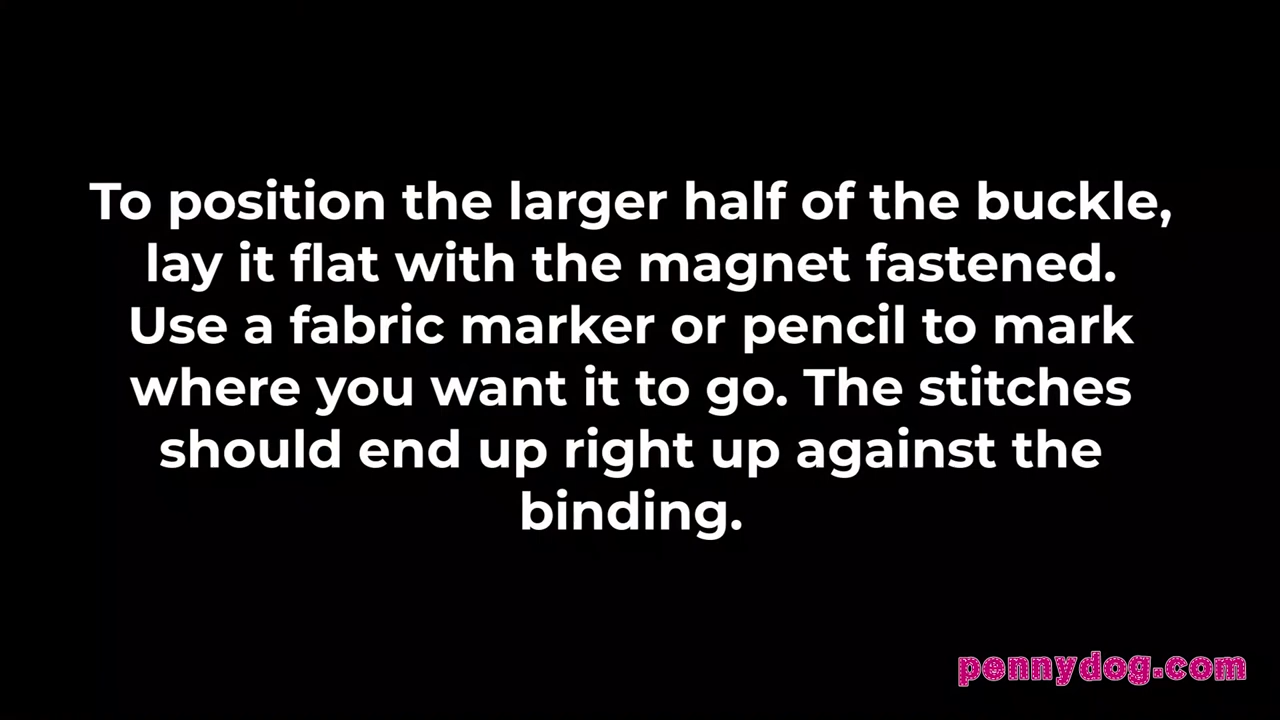 To position the larger half of the buckle,
lay it flat with the magnet fastened.
Use a fabric marker or pencil to mark
where you want it to go. The stitches
should end up right up against the
binding.
pennydog.com